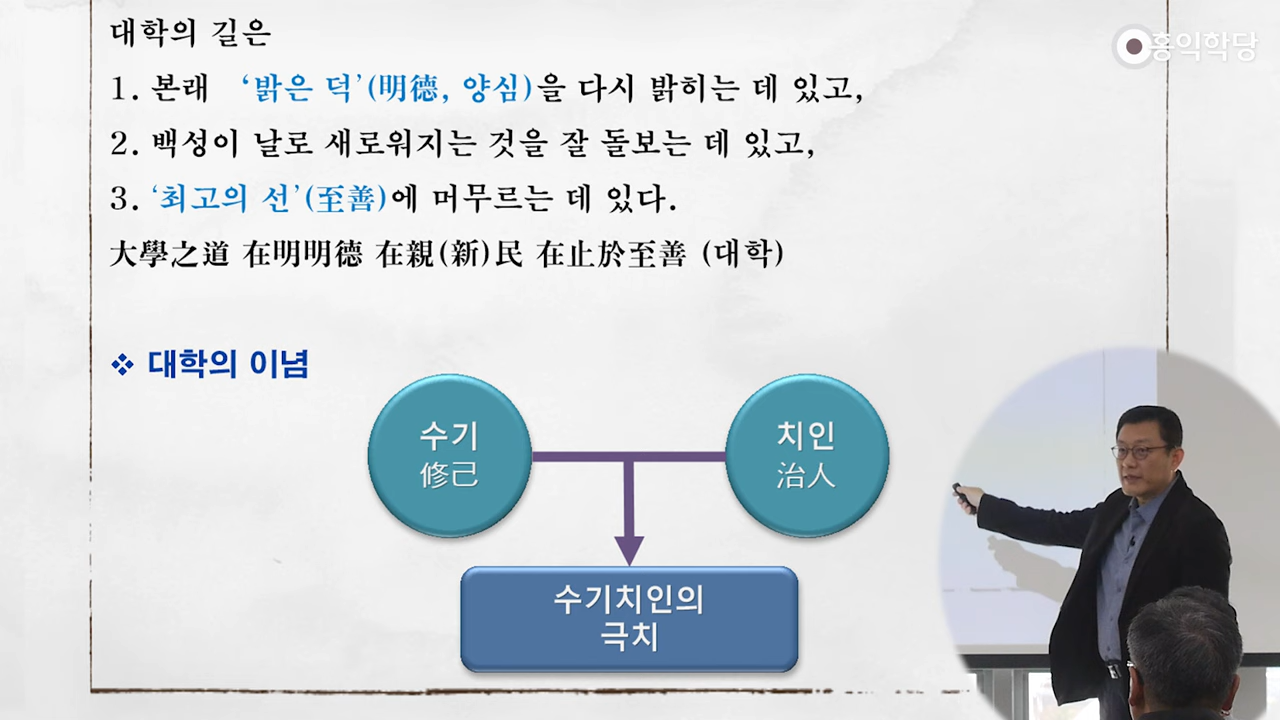 홍익학당
대학의 길은
1. 본래 ‘밝은 덕’(明德, 양심)을 다시 밝히는 데 있고,
2. 백성이 날로 새로워지는 것을 잘 돌보는 데 있고,
3. ‘최고의 선’(至善)에 머무르는 데 있다.
大學之道 在明明德 在親(新)民 在止於至善 (대학)
❖ 대학의 이념
수기
修己
치인
治人
수기치인의
극치